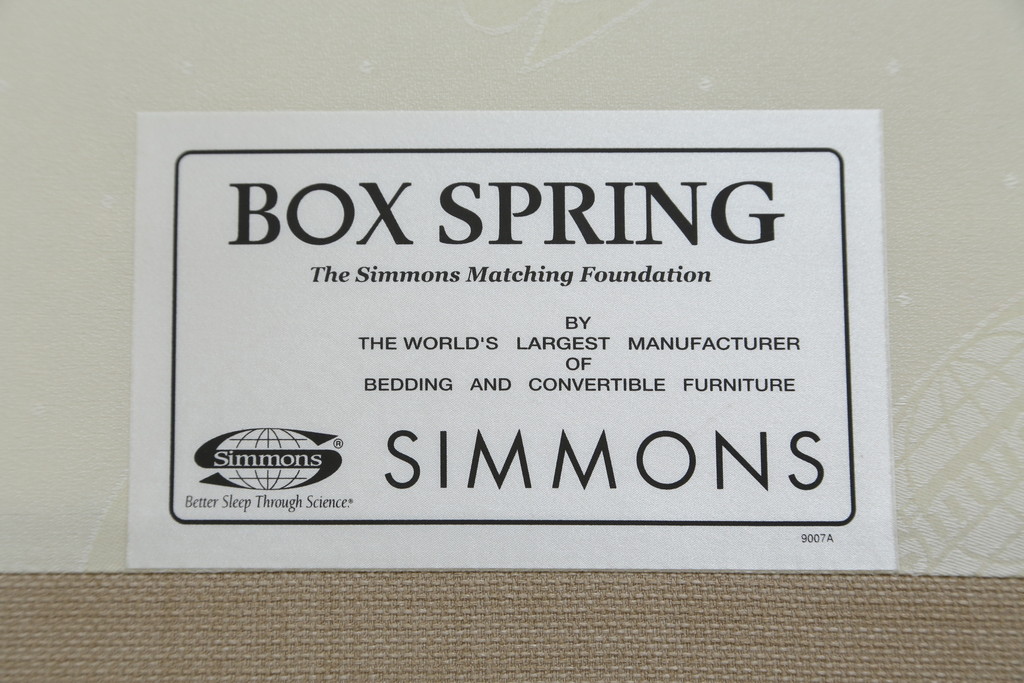 BOX SPRING
The Simmons Matching Foundation
BY
THE WORLD'S LARGEST MANUFACTURER
OF
BEDDING AND CONVERTIBLE FURNITURE
Simmons®
Better Sleep Through Science®
SIMMONS
9007A